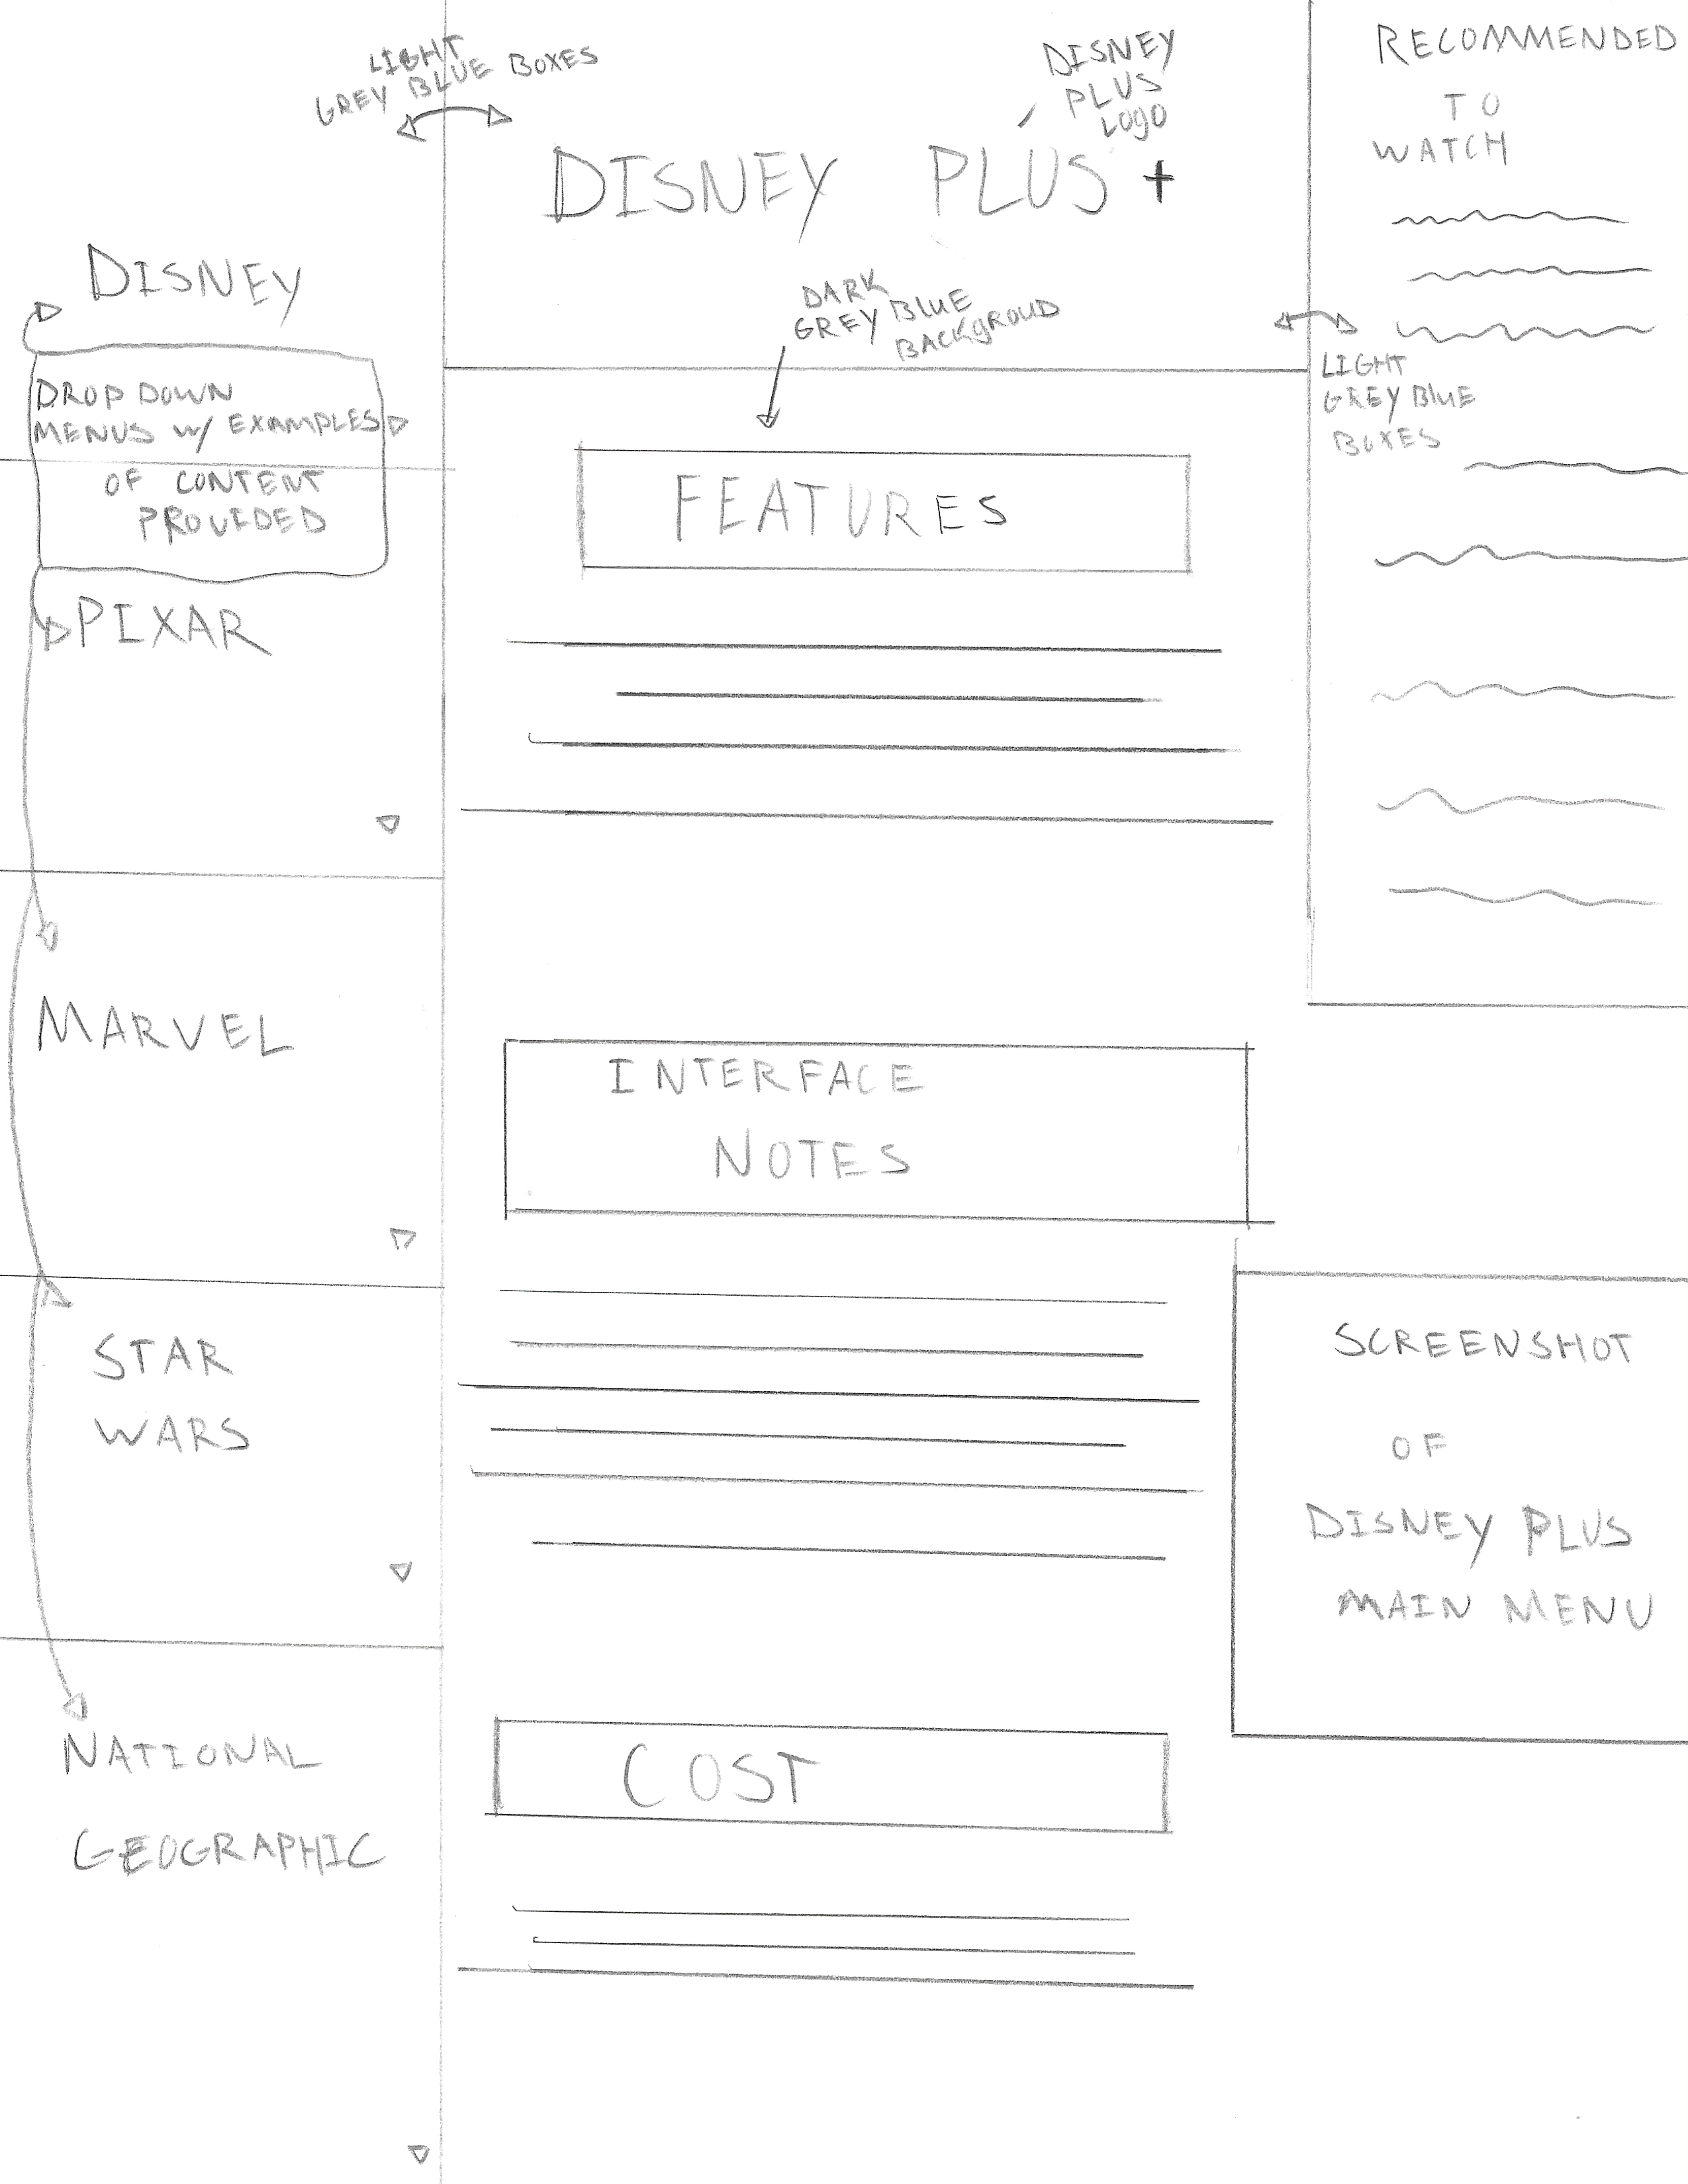 LIGHT
GREY BLUE BOXES
DISNEY
PLUS
LOGO
DISNEY PLUS +
RECOMMENDED
TO
WATCH
DISNEY
DROP DOWN
MENUS W/ EXAMPLES
OF CONTENT
PROVIDED
DARK
GREY BLUE
BACKGROUD
LIGHT
GREY BLUE
BOXES
FEATURES
PIXAR
MARVEL
INTERFACE
NOTES
STAR
WARS
SCREENSHOT
OF
DISNEY PLUS
MAIN MENU
NATIONAL
GEOGRAPHIC
COST